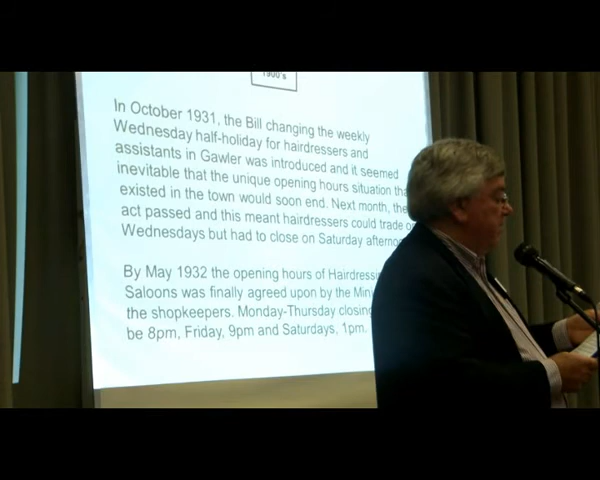 1900's
In October 1931, the Bill changing the weekly
Wednesday half-holiday for hairdressers and
assistants in Gawler was introduced and it seemed
inevitable that the unique opening hours situation
existed in the town would soon end. Next month, the
act passed and this meant hairdressers could trade
Wednesdays but had to close on Saturday
By May 1932 the opening hours of
Saloons was finally agreed upon by the
the shopkeepers. Monday-Thursday
be 8pm, Friday, 9pm and Saturdays, 1pm.